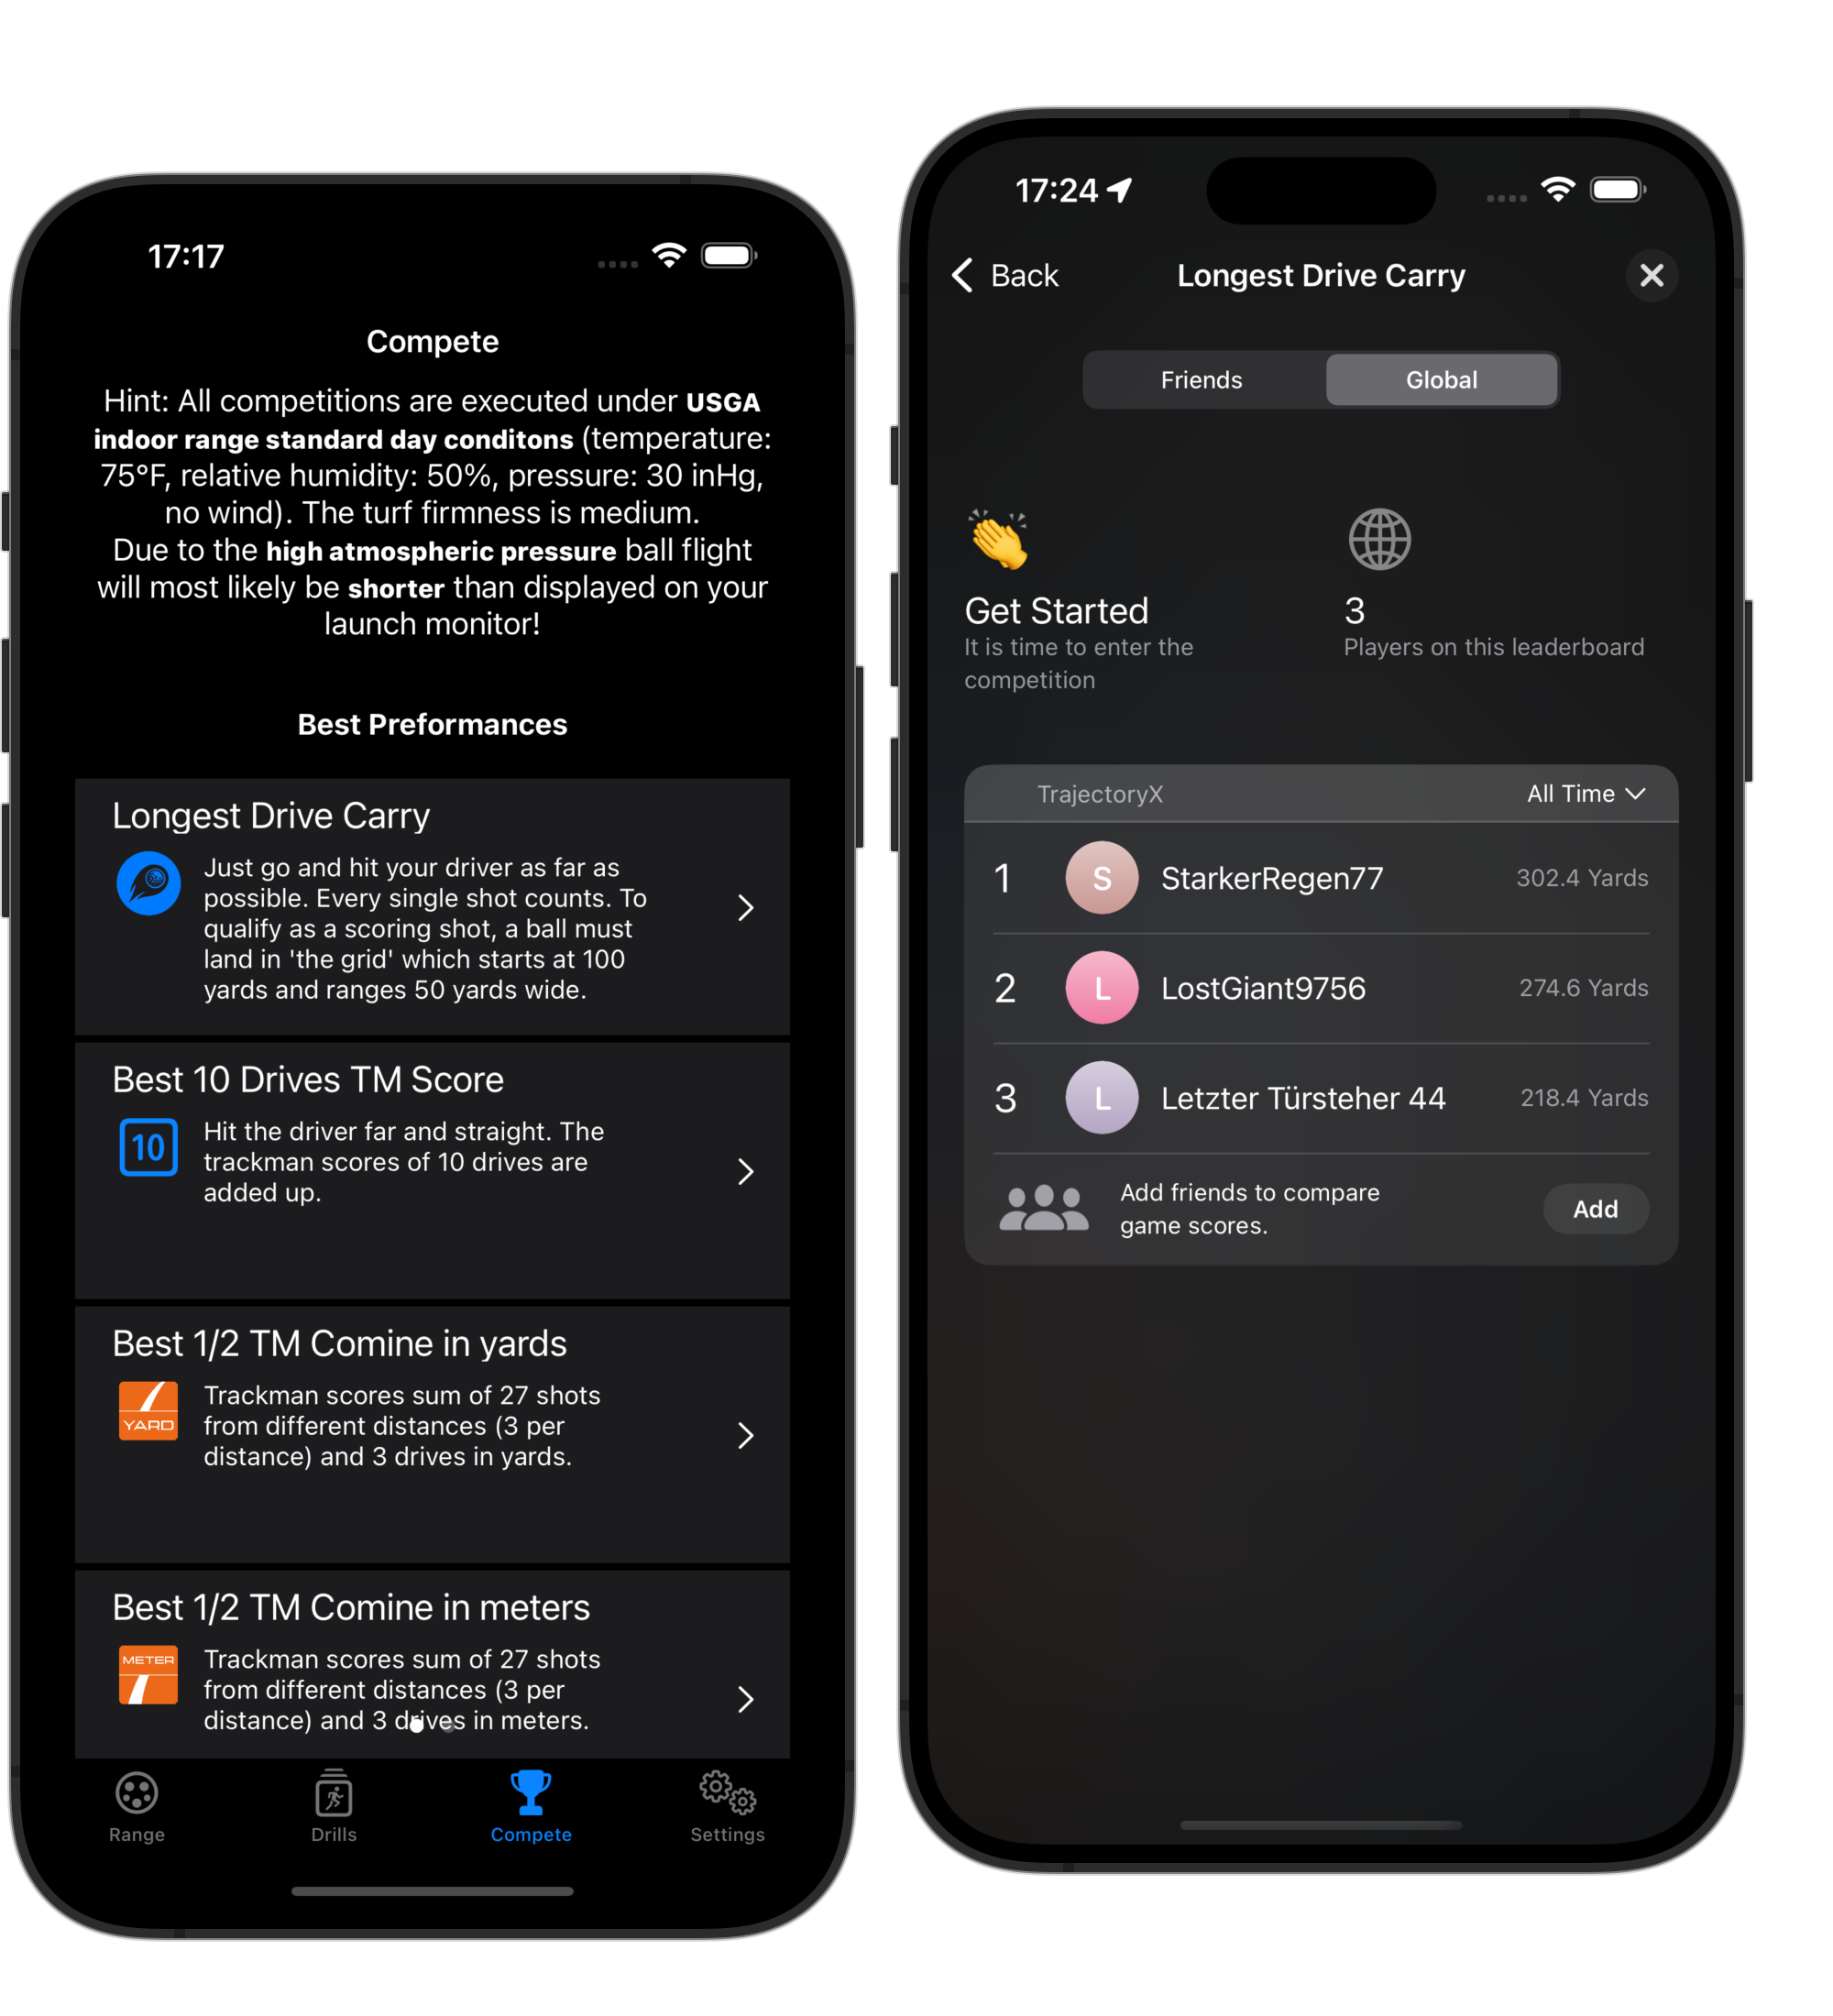 17:17
Compete
Hint: All competitions are executed under USGA
indoor range standard day conditons (temperature:
75°F, relative humidity: 50%, pressure: 30 inHg,
no wind). The turf firmness is medium.
Due to the high atmospheric pressure ball flight
will most likely be shorter than displayed on your
launch monitor!
Best Preformances
Longest Drive Carry
Just go and hit your driver as far as
possible. Every single shot counts. To
qualify as a scoring shot, a ball must
land in 'the grid' which starts at 100
yards and ranges 50 yards wide.
Best 10 Drives TM Score
10
Hit the driver far and straight. The
trackman scores of 10 drives are
added up.
Best 1/2 TM Comine in yards
YARD
Trackman scores sum of 27 shots
from different distances (3 per
distance) and 3 drives in yards.
Best 1/2 TM Comine in meters
METER
Trackman scores sum of 27 shots
from different distances (3 per
distance) and 3 drives in meters.
Range
Drills
Compete
Settings
17:24
Back
Longest Drive Carry
Friends
Global
Get Started
It is time to enter the
competition
3
Players on this leaderboard
TrajectoryX
All Time
1 S StarkerRegen77 302.4 Yards
2 L LostGiant9756 274.6 Yards
3 L Letzter Türsteher 44 218.4 Yards
Add friends to compare
game scores.
Add